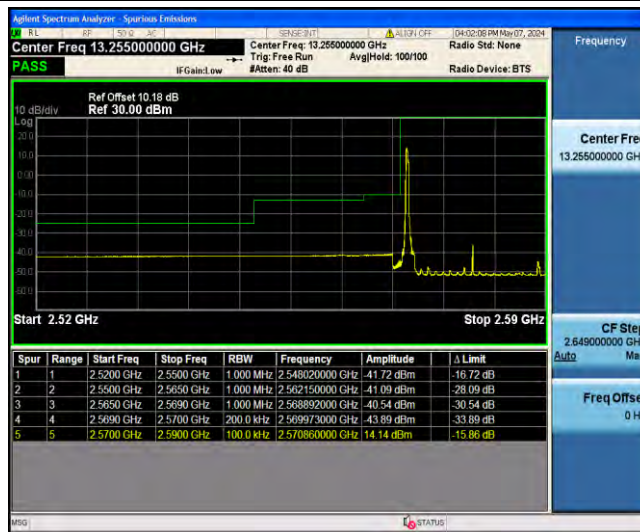 Agilent Spectrum Analyzer - Spurious Emissions
RL RF 50 Ω AC SENSE:INT ALIGN OFF 04:02:08 PM May 07, 2024
Center Freq 13.255000000 GHz
Center Freq: 13.255000000 GHz
Radio Std: None
Trig: Free Run Avg|Hold: 100/100
PASS
IFGain:Low
#Atten: 40 dB
Radio Device: BTS
Ref Offset 10.18 dB
10 dB/div
Ref 30.00 dBm
Log
20.0
10.0
0.00
-10.0
-20.0
-30.0
-40.0
-50.0
-60.0
Start 2.52 GHz
Stop 2.59 GHz
Spur Range Start Freq Stop Freq RBW Frequency Amplitude Δ Limit
1 1 2.5200 GHz 2.5500 GHz 1.000 MHz 2.548020000 GHz -41.72 dBm -16.72 dB
2 2 2.5500 GHz 2.5650 GHz 1.000 MHz 2.562150000 GHz -41.09 dBm -28.09 dB
3 3 2.5650 GHz 2.5690 GHz 1.000 MHz 2.568892000 GHz -40.54 dBm -30.54 dB
4 4 2.5690 GHz 2.5700 GHz 200.0 kHz 2.569973000 GHz -43.89 dBm -33.89 dB
5 5 2.5700 GHz 2.5900 GHz 100.0 kHz 2.570860000 GHz 14.14 dBm -15.86 dB
MSG
STATUS
Frequency
Center Fre
13.255000000 GH
CF Step
2.649000000 GH
Auto Ma
Freq Offse
0 H